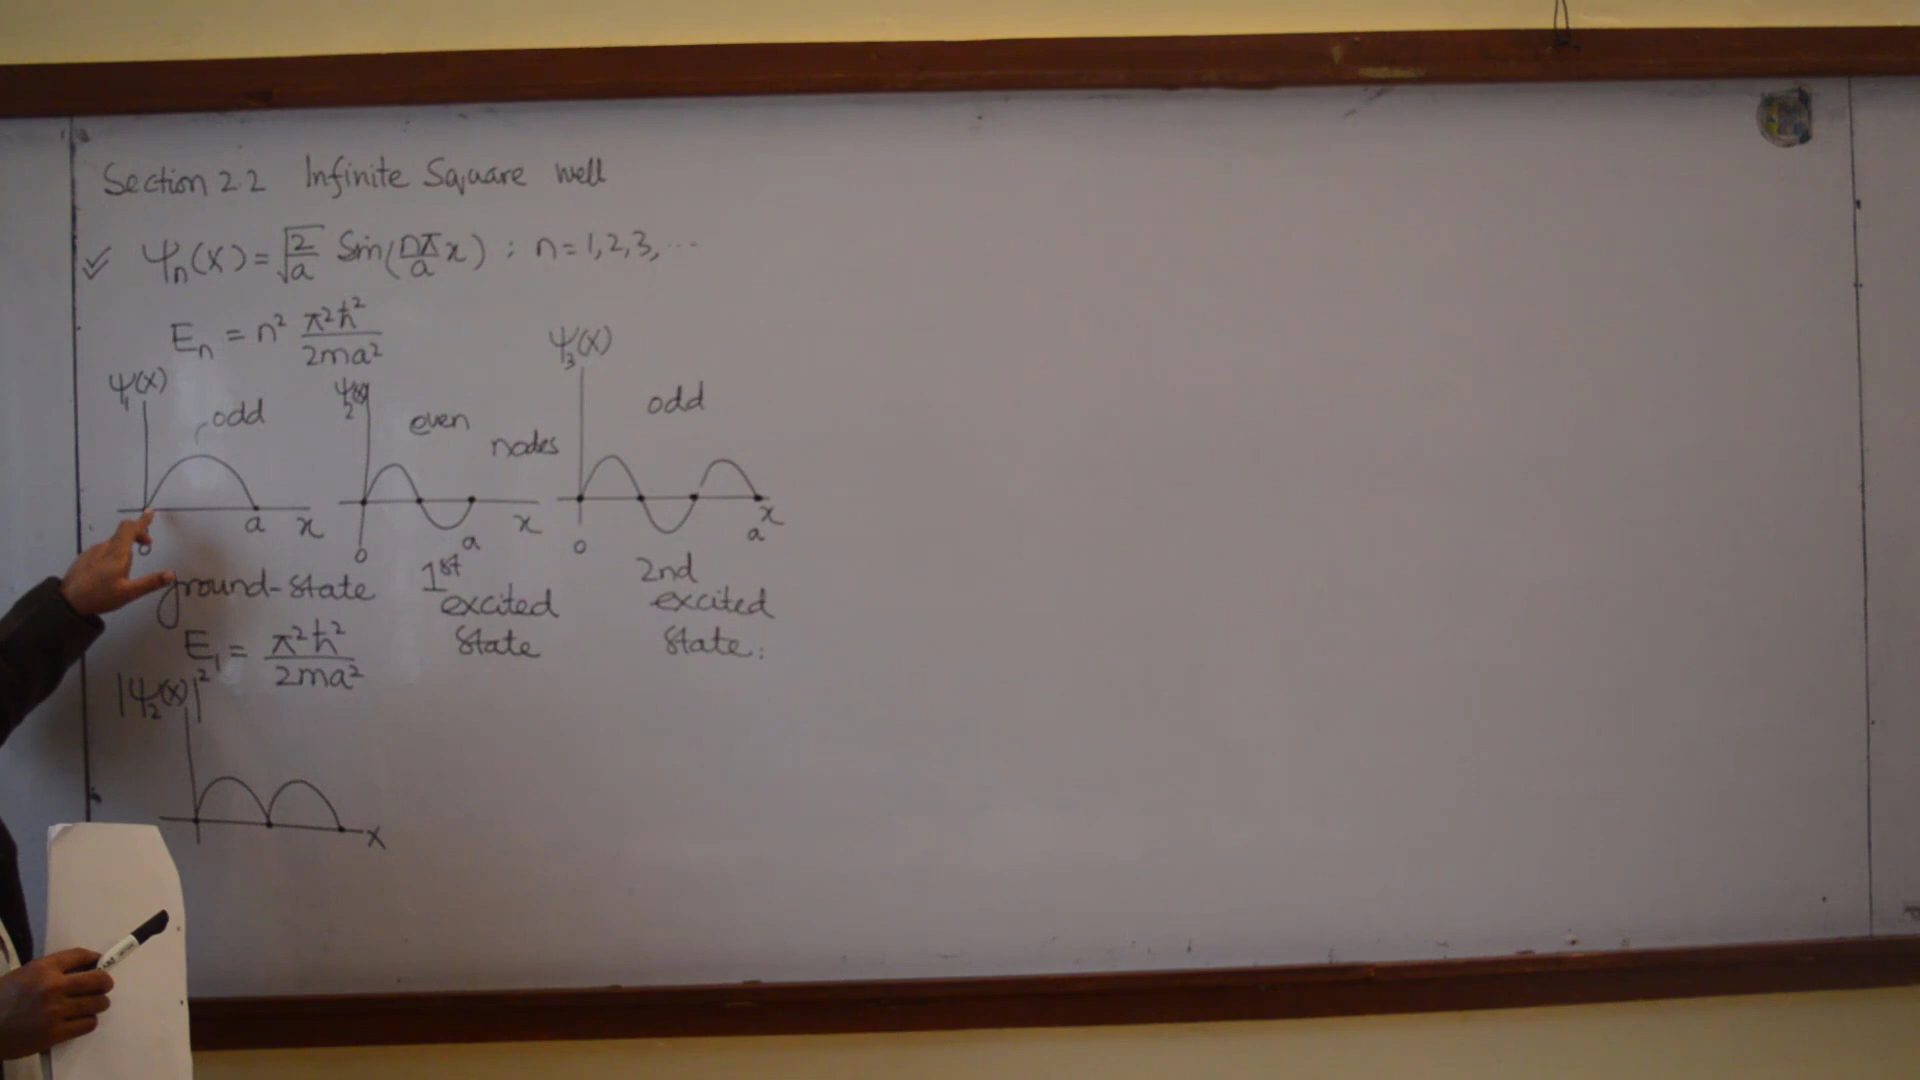 Section 2.2 Infinite Square well
ψn(x) = √(2/a) Sin(nπ/a x) ; n = 1, 2, 3, ...
En = n² π²ħ²/2ma²
ψ1(x)
odd
0 a x
ground-state
E1 = π²ħ²/2ma²
ψ2(x)
even
nodes
0 a x
1st
excited
state
ψ3(x)
odd
0 a x
2nd
excited
state.
|ψ2(x)|²
x